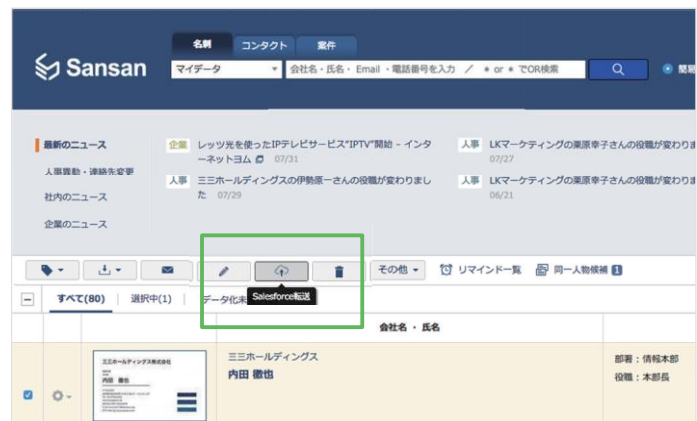 Sansan
名刺 コンタクト 案件
マイデータ 会社名・氏名・ Email ・電話番号を入力 / * or * でOR検索 簡易
最新のニュース
人事異動・連絡先変更
社内のニュース
企業のニュース
企業 レッツ光を使ったIPテレビサービス"IPTV"開始 – インタ
ーネットヨム 07/31
人事 三三ホールディングスの伊勢原一さんの役職が変わりまし
た 07/29
人事 LKマーケティングの栗原幸子さんの役職が変わりま
07/27
人事 LKマーケティングの栗原幸子さんの役職が変わりま
06/21
その他 リマインド一覧 同一人物候補 1
すべて(80) 選択中(1) データ化未
Salesforce転送
会社名 ・ 氏名
三三ホールディングス株式会社
内田 徹也
三三ホールディングス
内田 徹也
部署：情報本部
役職：本部長